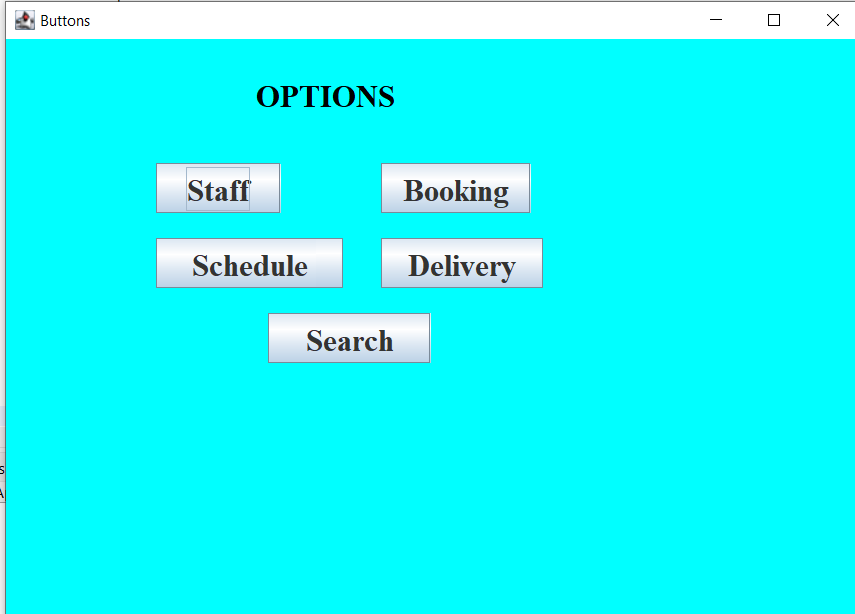 Buttons
OPTIONS
Staff Booking
Schedule Delivery
Search